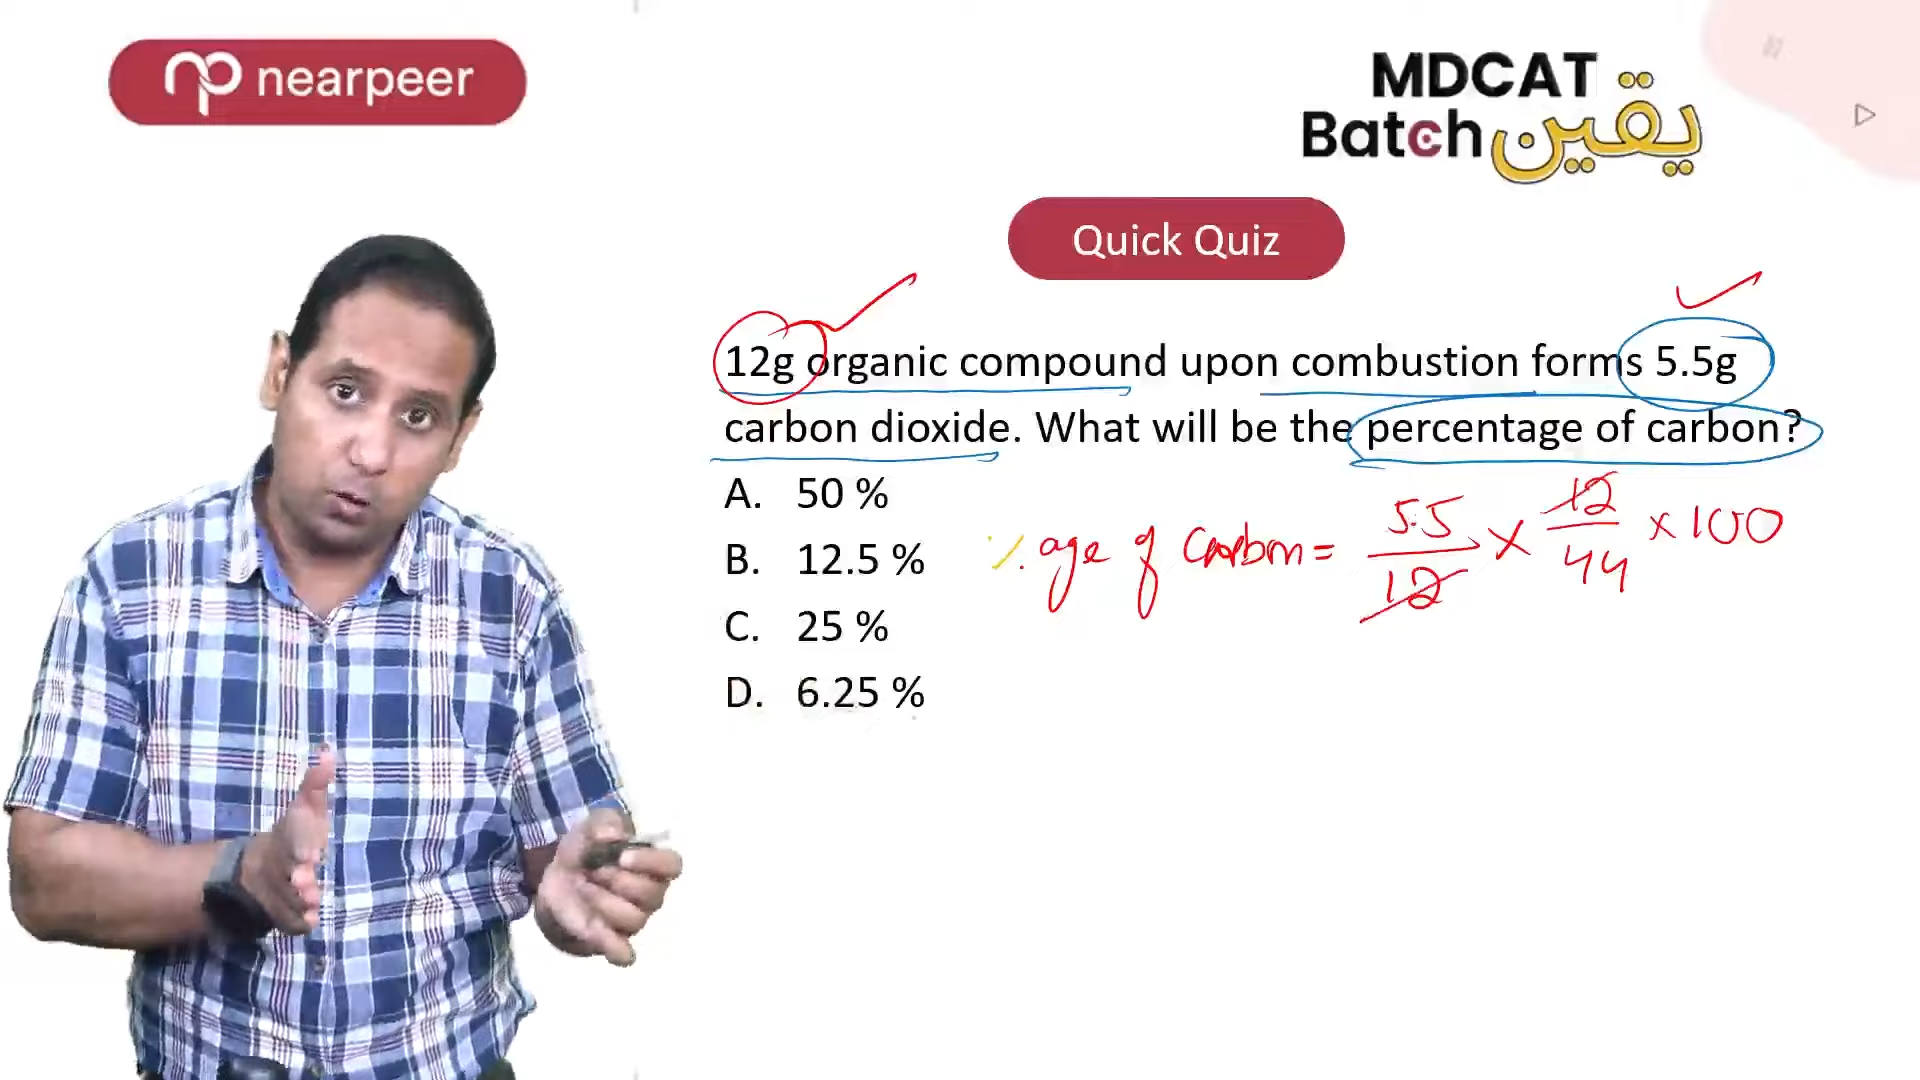 nearpeer
MDCAT
Batch يقين
Quick Quiz
12g organic compound upon combustion forms 5.5g
carbon dioxide. What will be the percentage of carbon?
A. 50 %
B. 12.5 %
C. 25 %
D. 6.25 %
%age of Carbon = 5.5/12 × 12/44 × 100